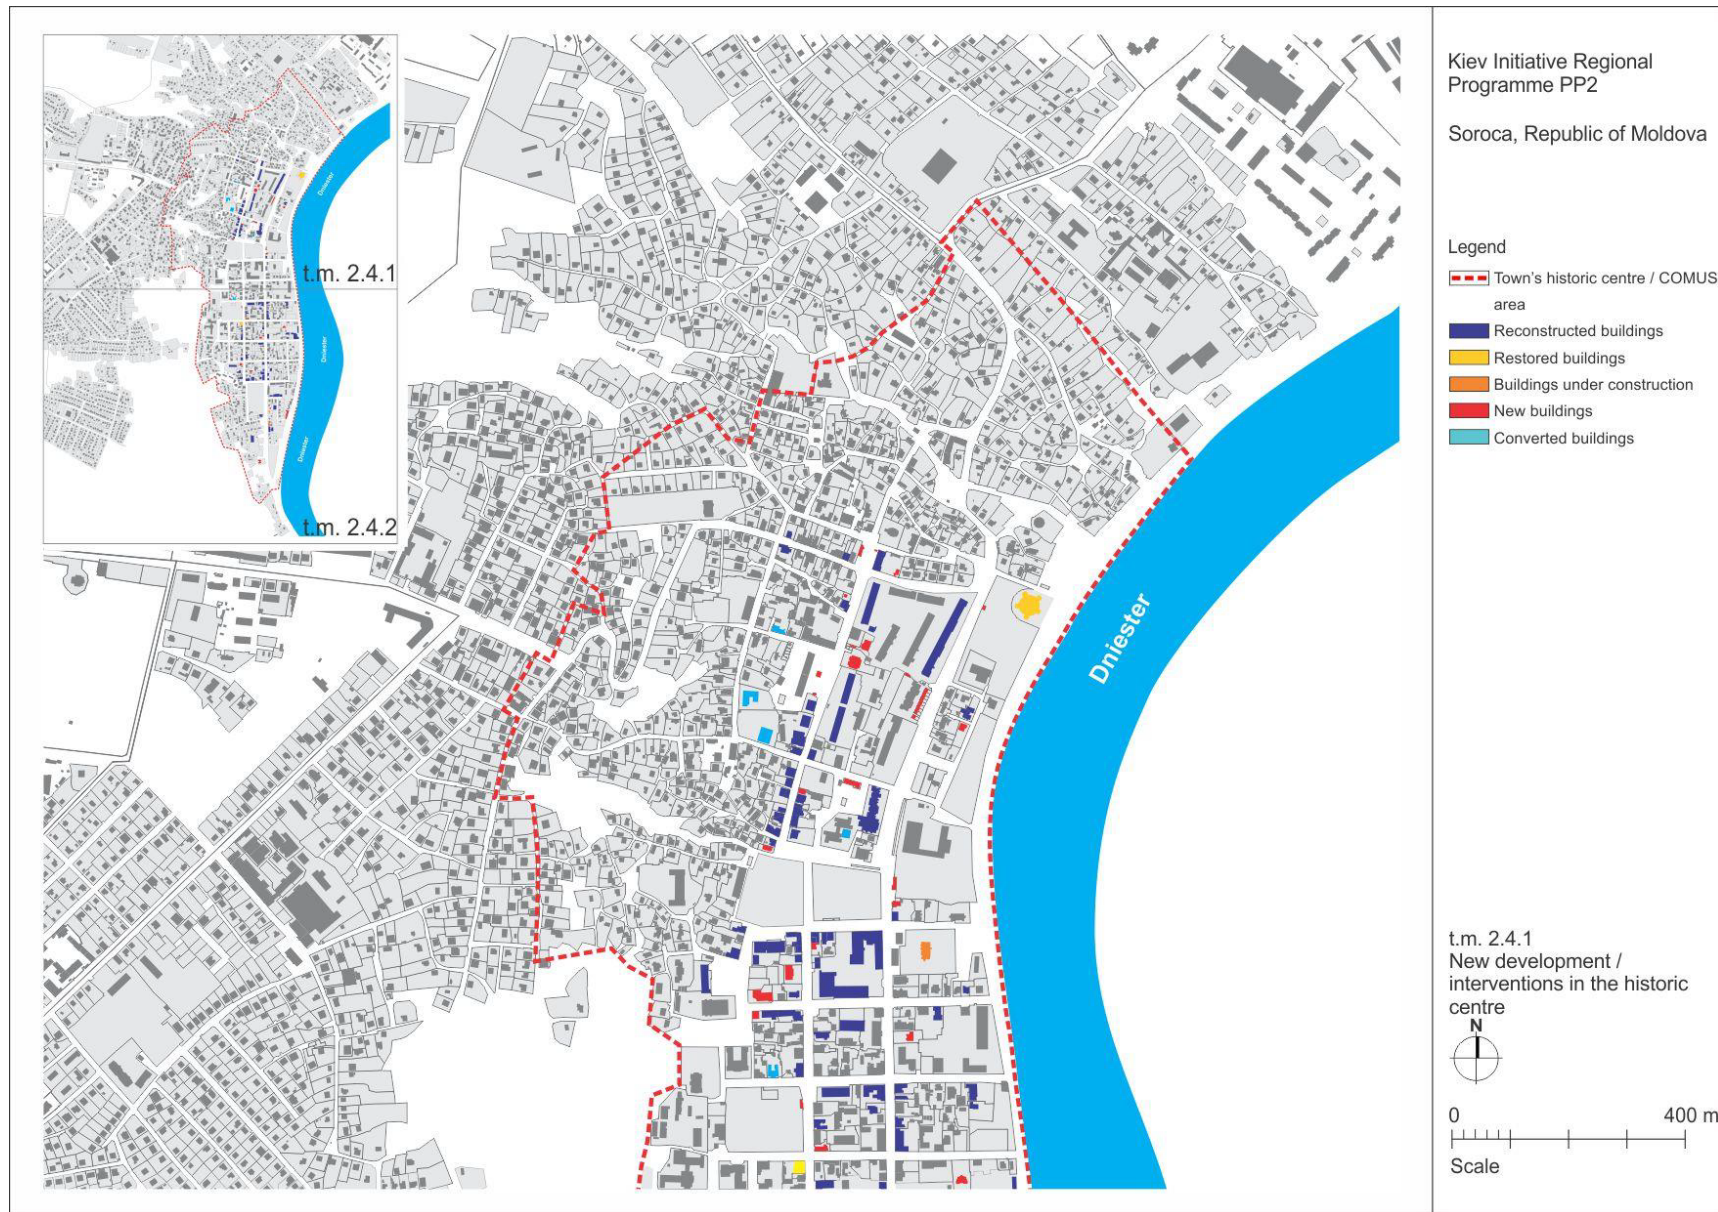 Kiev Initiative Regional
Programme PP2
Soroca, Republic of Moldova
Legend
Town's historic centre / COMUS
area
Reconstructed buildings
Restored buildings
Buildings under construction
New buildings
Converted buildings
t.m. 2.4.1
New development /
interventions in the historic
centre
N
0 400 m
Scale
Dniester
Dniester
t.m. 2.4.1
Dniester
Dniester
t.m. 2.4.2